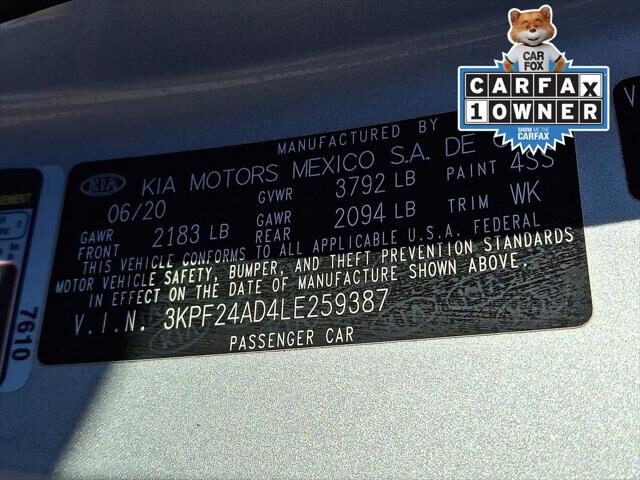 CAR
FOX
CARFAX
1 OWNER
SHOW ME THE
CARFAX
MANUFACTURED BY
KIA KIA MOTORS MEXICO S.A. DE
06/20 GVWR 3792 LB PAINT 4SS
GAWR FRONT 2183 LB GAWR REAR 2094 LB TRIM WK
THIS VEHICLE CONFORMS TO ALL APPLICABLE U.S.A. FEDERAL
MOTOR VEHICLE SAFETY, BUMPER, AND THEFT PREVENTION STANDARDS
IN EFFECT ON THE DATE OF MANUFACTURE SHOWN ABOVE.
V.I.N. 3KPF24AD4LE259387
PASSENGER CAR
7610